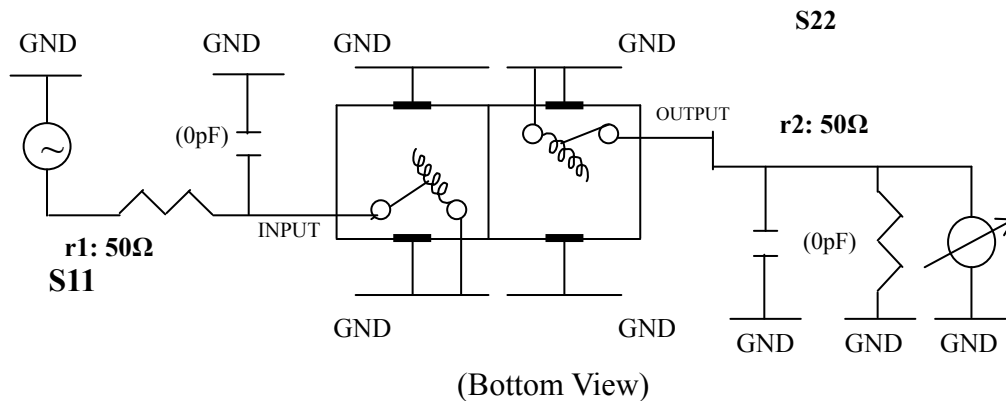 S22
GND
GND
GND
GND
(0pF)
OUTPUT
r2: 50Ω
INPUT
r1: 50Ω
S11
(0pF)
GND
GND
GND
GND
GND
(Bottom View)